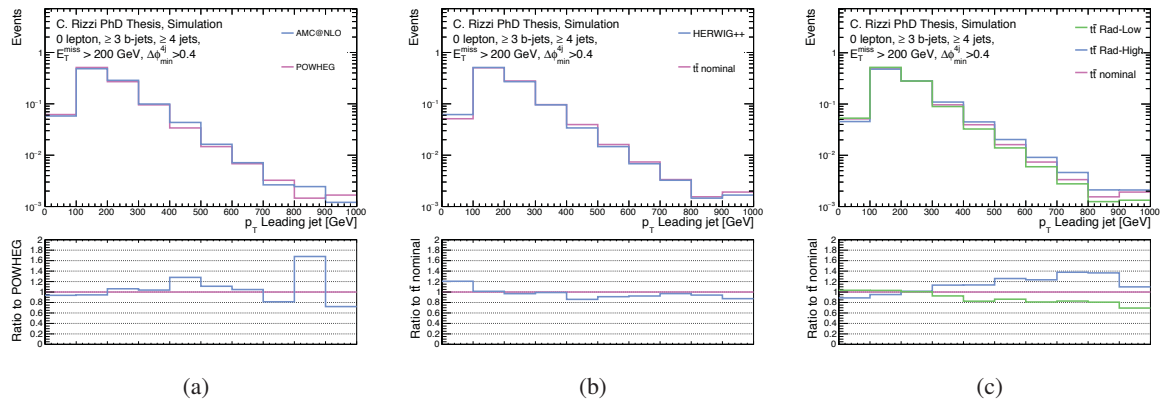 Events
C. Rizzi PhD Thesis, Simulation
0 lepton, ≥ 3 b-jets, ≥ 4 jets,
E_T^miss > 200 GeV, Δφ_min^4j >0.4
AMC@NLO
POWHEG
1
10^-1
10^-2
10^-3
0 100 200 300 400 500 600 700 800 900 1000
p_T Leading jet [GeV]
Ratio to POWHEG
2
1.8
1.6
1.4
1.2
1
0.8
0.6
0.4
0.2
0
(a)
Events
C. Rizzi PhD Thesis, Simulation
0 lepton, ≥ 3 b-jets, ≥ 4 jets,
E_T^miss > 200 GeV, Δφ_min^4j >0.4
HERWIG++
tt̄ nominal
1
10^-1
10^-2
10^-3
0 100 200 300 400 500 600 700 800 900 1000
p_T Leading jet [GeV]
Ratio to tt̄ nominal
2
1.8
1.6
1.4
1.2
1
0.8
0.6
0.4
0.2
0
(b)
Events
C. Rizzi PhD Thesis, Simulation
0 lepton, ≥ 3 b-jets, ≥ 4 jets,
E_T^miss > 200 GeV, Δφ_min^4j >0.4
tt̄ Rad-Low
tt̄ Rad-High
tt̄ nominal
1
10^-1
10^-2
10^-3
0 100 200 300 400 500 600 700 800 900 1000
p_T Leading jet [GeV]
Ratio to tt̄ nominal
2
1.8
1.6
1.4
1.2
1
0.8
0.6
0.4
0.2
0
(c)